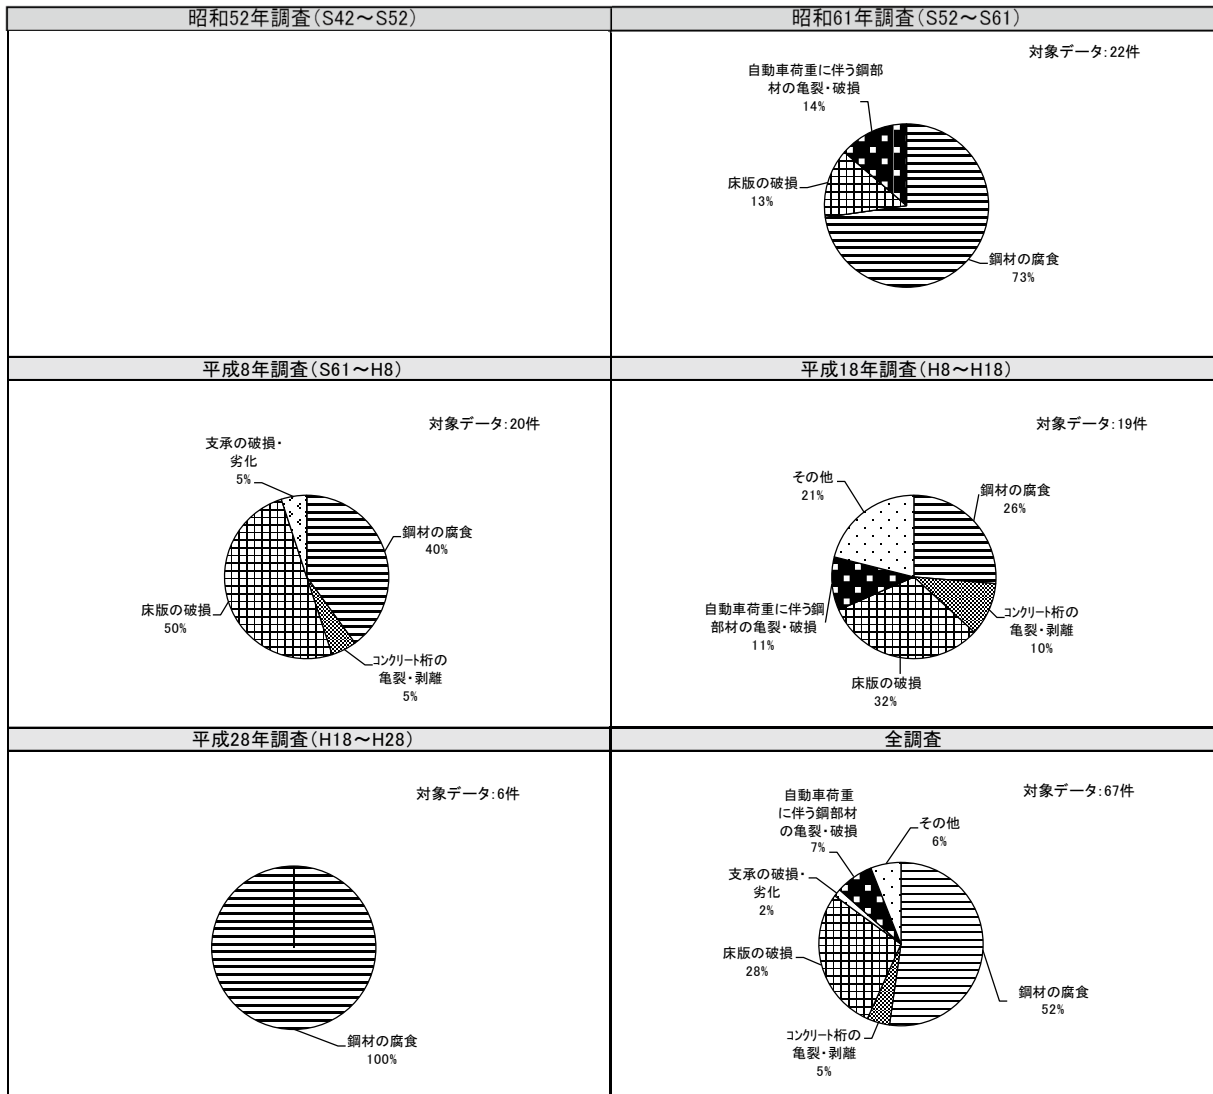 昭和52年調査(S42～S52)
昭和61年調査(S52～S61)
対象データ:22件
自動車荷重に伴う鋼部
材の亀裂・破損
14%
床版の破損
13%
鋼材の腐食
73%
平成8年調査(S61～H8)
対象データ:20件
支承の破損・
劣化
5%
鋼材の腐食
40%
床版の破損
50%
コンクリート桁の
亀裂・剥離
5%
平成18年調査(H8～H18)
対象データ:19件
その他
21%
鋼材の腐食
26%
自動車荷重に伴う鋼
部材の亀裂・破損
11%
コンクリート桁の
亀裂・剥離
10%
床版の破損
32%
平成28年調査(H18～H28)
対象データ:6件
鋼材の腐食
100%
全調査
対象データ:67件
自動車荷重
に伴う鋼部材
の亀裂・破損
7%
その他
6%
支承の破損・
劣化
2%
床版の破損
28%
鋼材の腐食
52%
コンクリート桁の
亀裂・剥離
5%